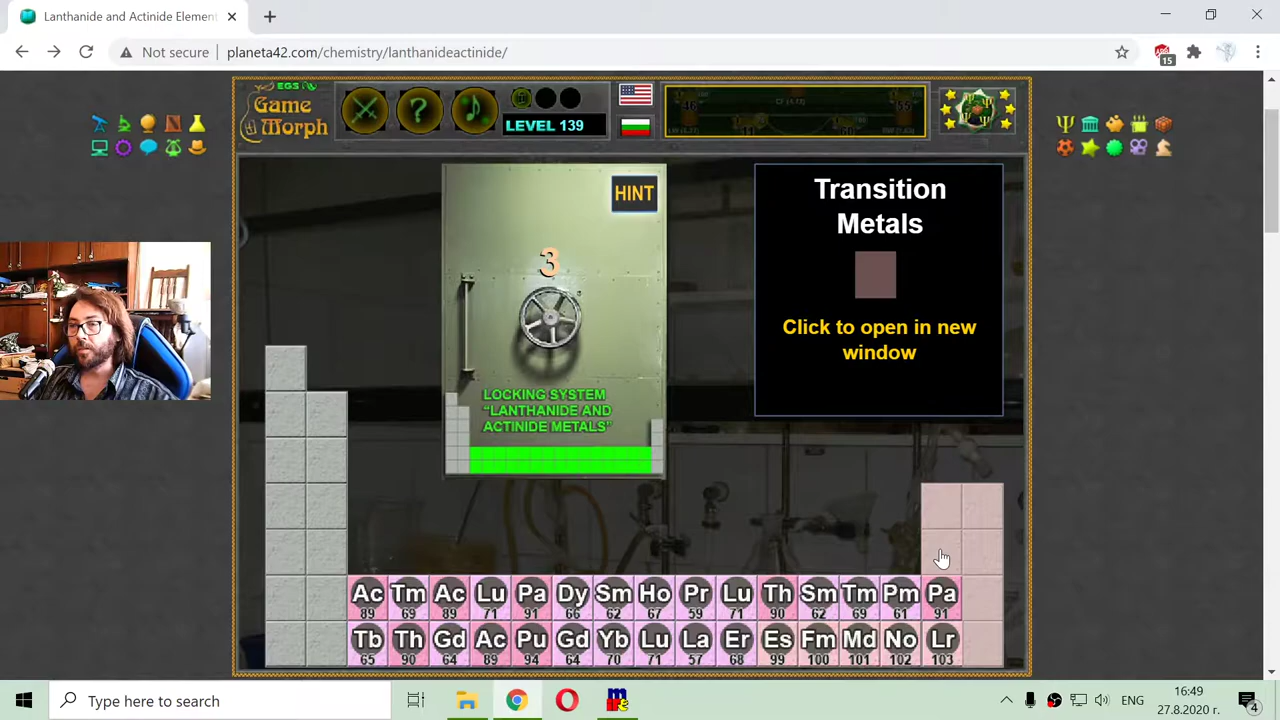 Lanthanide and Actinide Element
Not secure
planeta42.com/chemistry/lanthanideactinide/
15
EGS
Game
Morph
LEVEL 139
HINT
3
LOCKING SYSTEM
"LANTHANIDE AND
ACTINIDE METALS"
Transition
Metals
Click to open in new
window
Ac Tm Ac Lu Pa Dy Sm Ho Pr Lu Th Sm Tm Pm Pa
89 69 89 71 91 66 62 67 59 71 90 62 69 61 91
Tb Th Gd Ac Pu Gd Yb Lu La Er Es Fm Md No Lr
65 90 64 89 94 64 70 71 57 68 99 100 101 102 103
Type here to search
ЕНГ
16:49
27.8.2020 г.
4